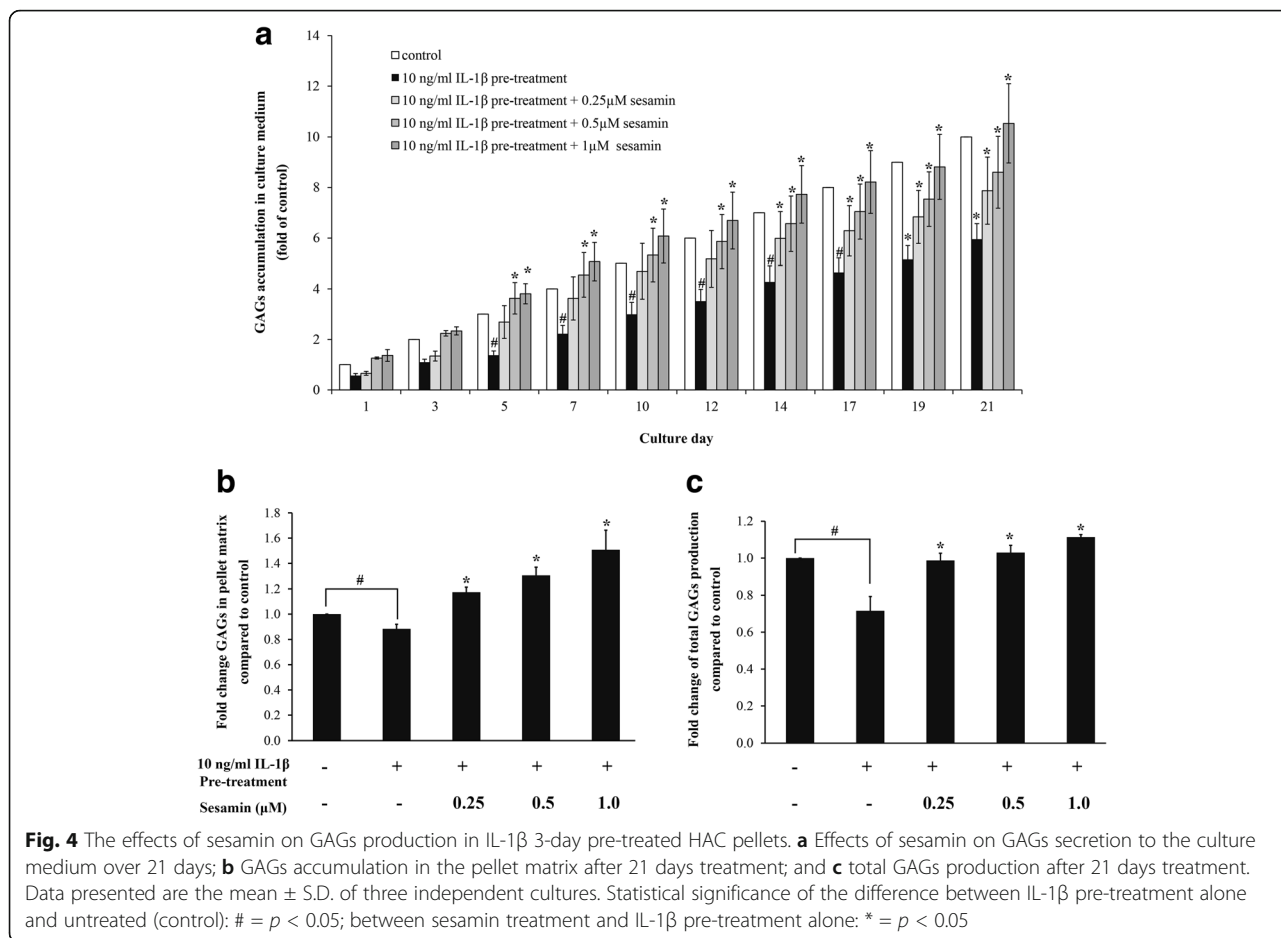 a
GAGs accumulation in culture medium
(fold of control)
14
12
10
8
6
4
2
0
control
10 ng/ml IL-1β pre-treatment
10 ng/ml IL-1β pre-treatment + 0.25µM sesamin
10 ng/ml IL-1β pre-treatment + 0.5µM sesamin
10 ng/ml IL-1β pre-treatment + 1µM sesamin
# * *
# * *
# * *
# * *
# * * *
# * * *
* * * *
* * * *
1 3 5 7 10 12 14 17 19 21
Culture day
b
Fold change GAGs in pellet matrix
compared to control
1.8
1.6
1.4
1.2
1.0
0.8
0.6
0.4
0.2
0.0
# * * *
10 ng/ml IL-1β
Pre-treatment
- + + + +
Sesamin (µM)
- - 0.25 0.5 1.0
c
Fold change of total GAGs production
compared to control
1.2
1.0
0.8
0.6
0.4
0.2
0.0
# * * *
- + + + +
- - 0.25 0.5 1.0
Fig. 4 The effects of sesamin on GAGs production in IL-1β 3-day pre-treated HAC pellets. a Effects of sesamin on GAGs secretion to the culture
medium over 21 days; b GAGs accumulation in the pellet matrix after 21 days treatment; and c total GAGs production after 21 days treatment.
Data presented are the mean ± S.D. of three independent cultures. Statistical significance of the difference between IL-1β pre-treatment alone
and untreated (control): # = p < 0.05; between sesamin treatment and IL-1β pre-treatment alone: * = p < 0.05